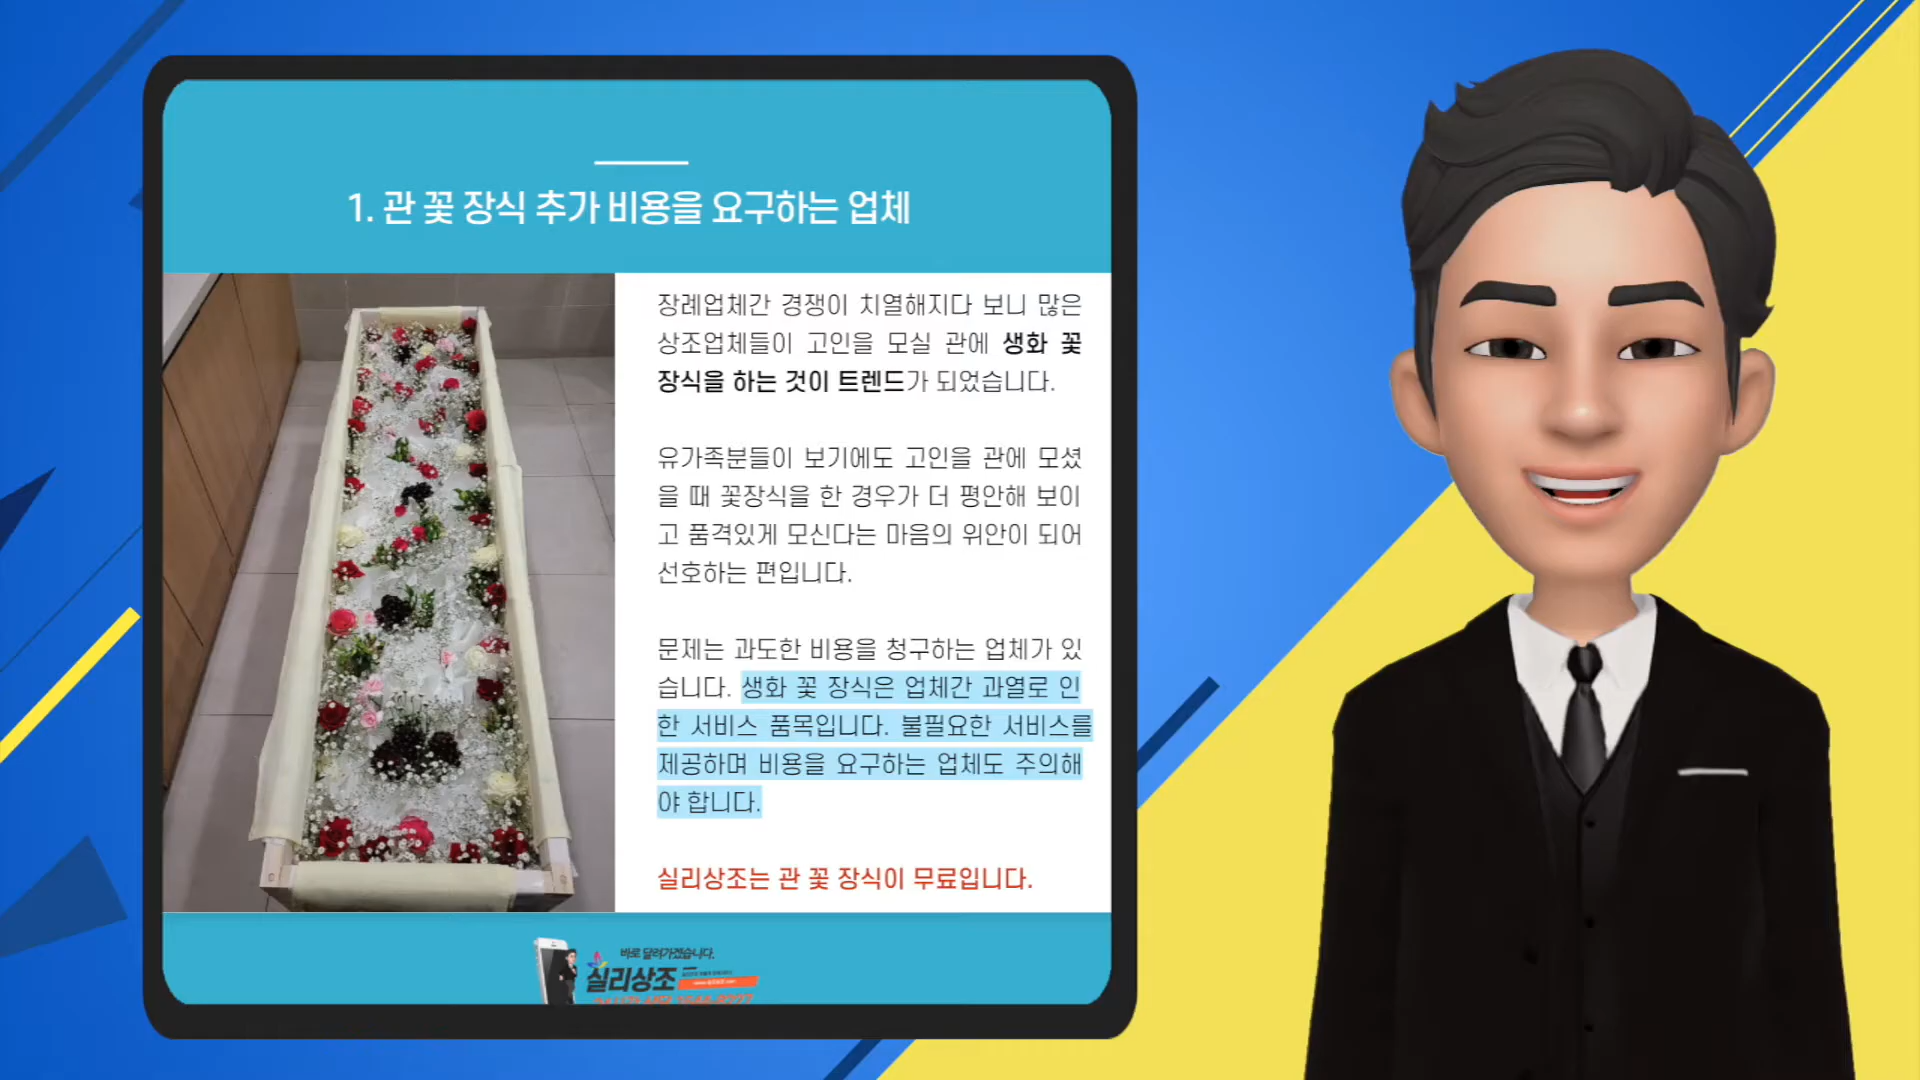 1. 관 꽃 장식 추가 비용을 요구하는 업체
장례업체간 경쟁이 치열해지다 보니 많은
상조업체들이 고인을 모실 관에 생화 꽃
장식을 하는 것이 트렌드가 되었습니다.
유가족분들이 보기에도 고인을 관에 모셨
을 때 꽃장식을 한 경우가 더 평안해 보이
고 품격있게 모신다는 마음의 위안이 되어
선호하는 편입니다.
문제는 과도한 비용을 청구하는 업체가 있
습니다. 생화 꽃 장식은 업체간 과열로 인
한 서비스 품목입니다. 불필요한 서비스를
제공하며 비용을 요구하는 업체도 주의해
야 합니다.
실리상조는 관 꽃 장식이 무료입니다.
바로 달려가겠습니다.
실리상조